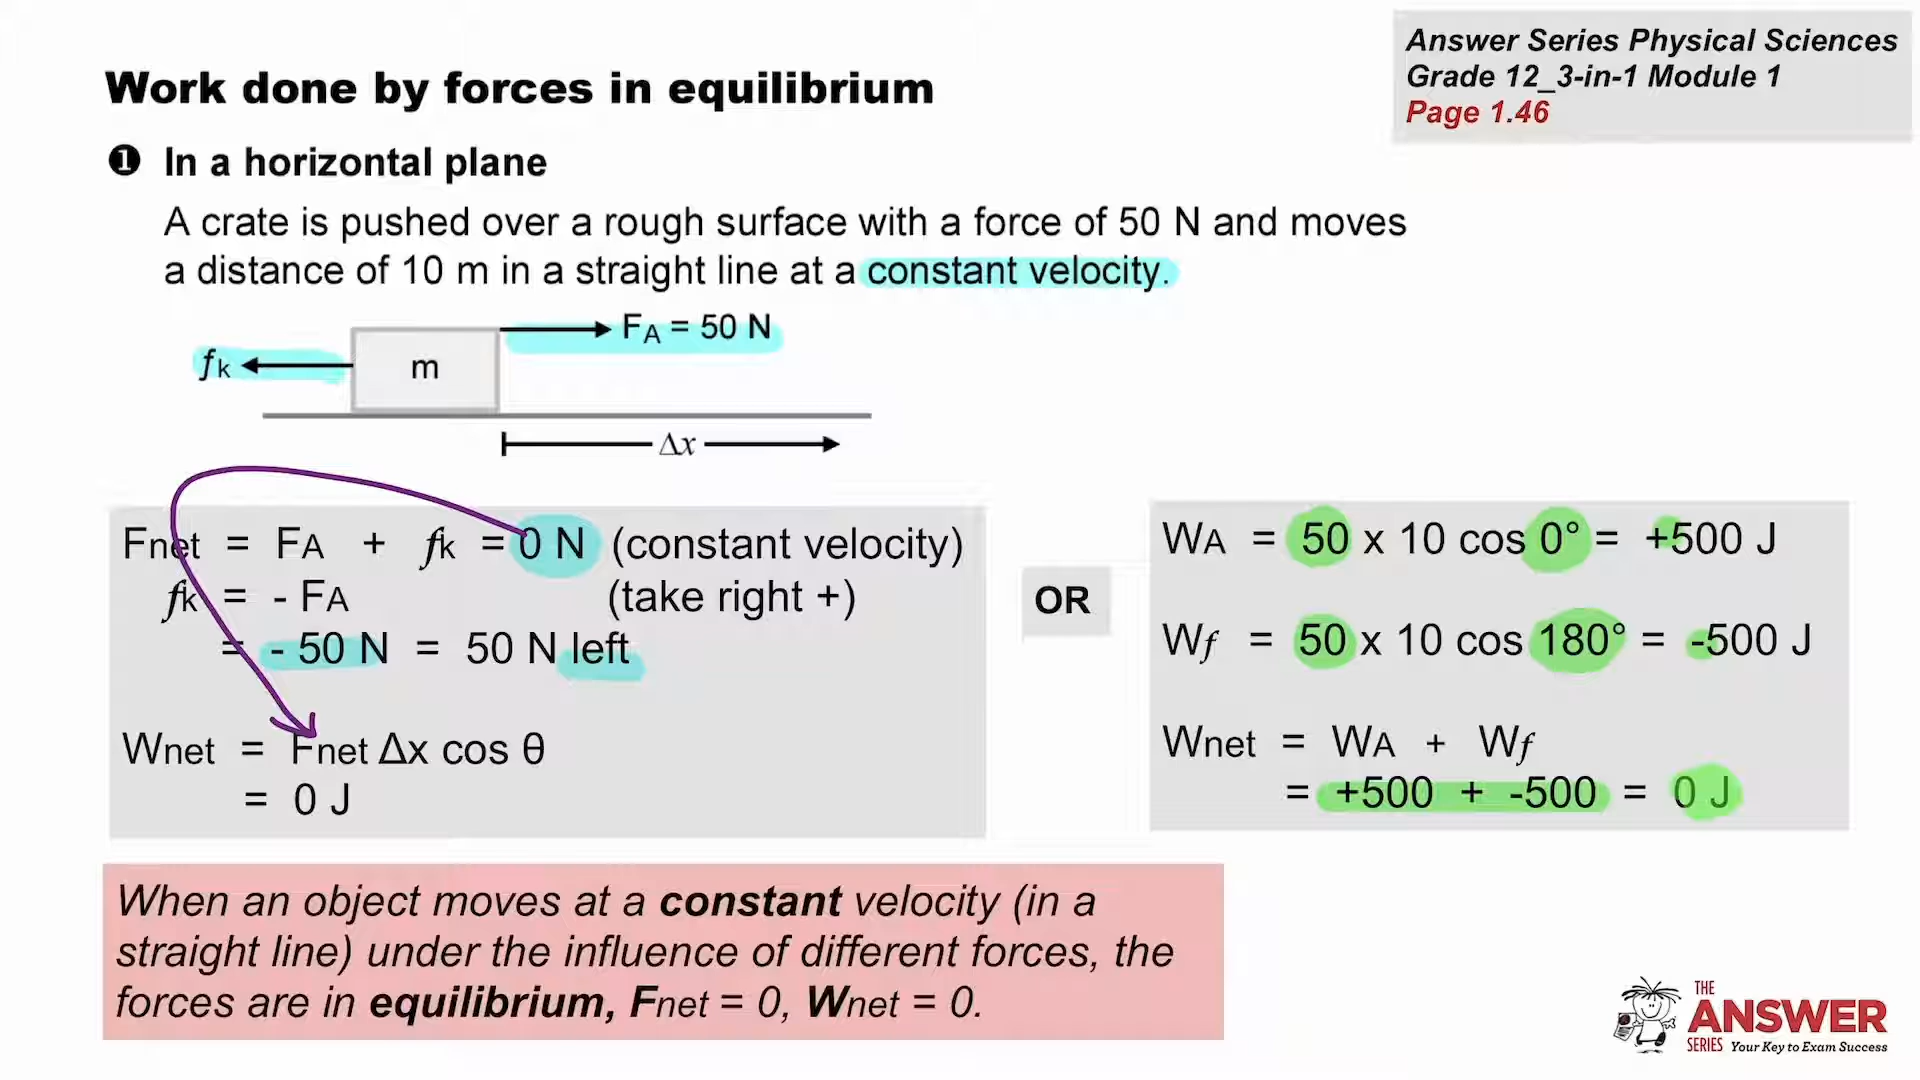 Answer Series Physical Sciences
Grade 12_3-in-1 Module 1
Page 1.46
Work done by forces in equilibrium
❶ In a horizontal plane
A crate is pushed over a rough surface with a force of 50 N and moves
a distance of 10 m in a straight line at a constant velocity.
FA = 50 N
fk
m
Δx
Fnet = FA + fk = 0 N (constant velocity)
fk = - FA (take right +)
= - 50 N = 50 N left
Wnet = Fnet Δx cos θ
= 0 J
OR
WA = 50 x 10 cos 0° = +500 J
Wf = 50 x 10 cos 180° = -500 J
Wnet = WA + Wf
= +500 + -500 = 0 J
When an object moves at a constant velocity (in a
straight line) under the influence of different forces, the
forces are in equilibrium, Fnet = 0, Wnet = 0.
THE
ANSWER
SERIES Your Key to Exam Success